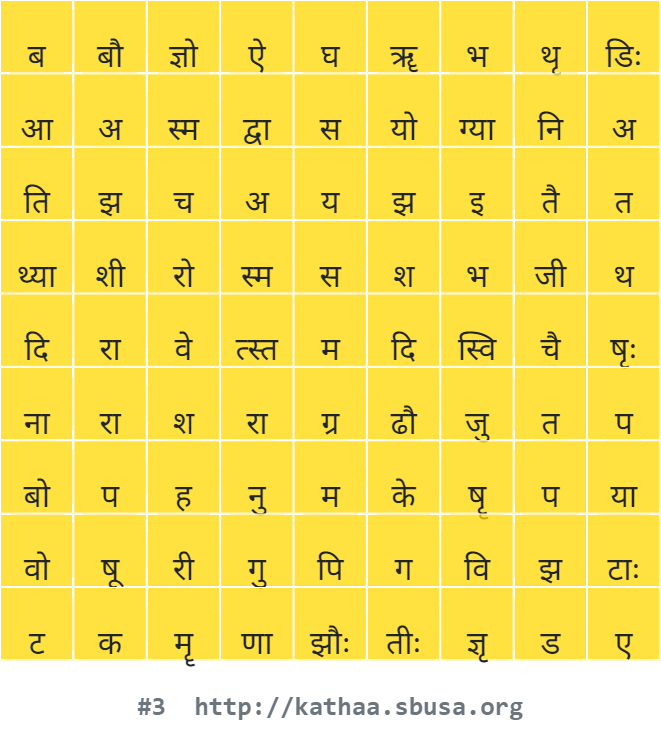 ब बौ ज्ञो ऐ घ ॠ भ थृ डिः
आ अ स्म द्वा स यो ग्या नि अ
ति झ च अ य झ इ तै त
थ्या शी रो स्म स श भ जी थ
दि रा वे त्स्त म दि स्वि चै षृः
ना रा श रा ग्र ढौ जु त प
बो प ह नु म के षृ प या
वो षू री गु पि ग वि झ टाः
ट क मॄ णा झौः तीः ज्ञृ ड ए
#3 http://kathaa.sbusa.org